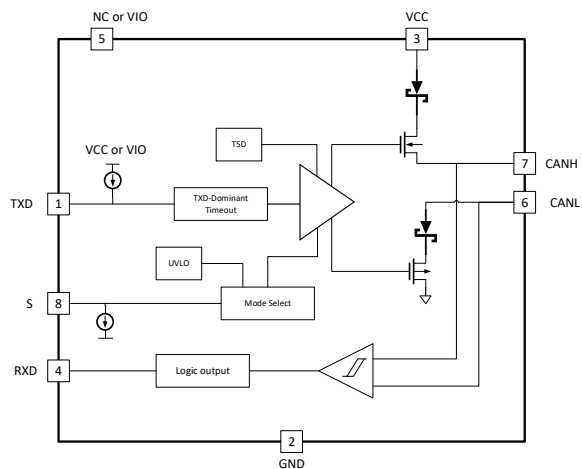 NC or VIO
5
VCC
3
TSD
7
CANH
VCC or VIO
TXD
1
TXD-Dominant
Timeout
6
CANL
UVLO
S
8
Mode Select
RXD
4
Logic output
2
GND